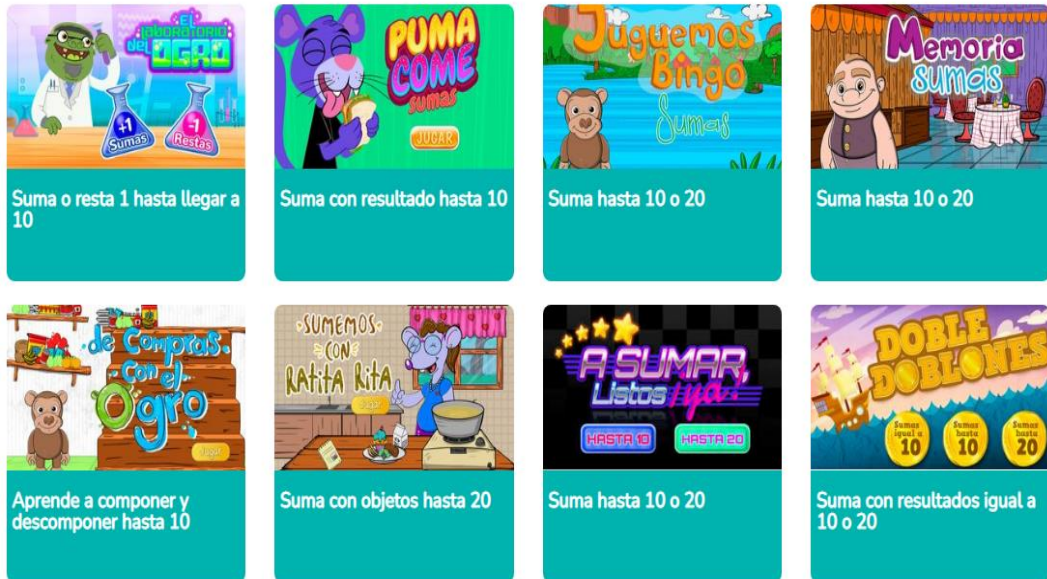 EL
LABORATORIO
del OGRO
+1
Sumas
-1
Restas
Suma o resta 1 hasta llegar a
10
PUMA
COME
sumas
JUGAR
Suma con resultado hasta 10
Juguemos
Bingo
Sumas
Suma hasta 10 o 20
Memoria
sumas
Suma hasta 10 o 20
de Compras
Con el
Ogro
Jugar
Aprende a componer y
descomponer hasta 10
SUMEMOS
CON
RAtitA RitA
Jugar
Suma con objetos hasta 20
A SUMAR,
Listos ¡ya!
HASTA 10
HASTA 20
Suma hasta 10 o 20
DOBLE
DOBLONES
Sumas
igual a
10
Sumas
hasta
10
Sumas
hasta
20
Suma con resultados igual a
10 o 20